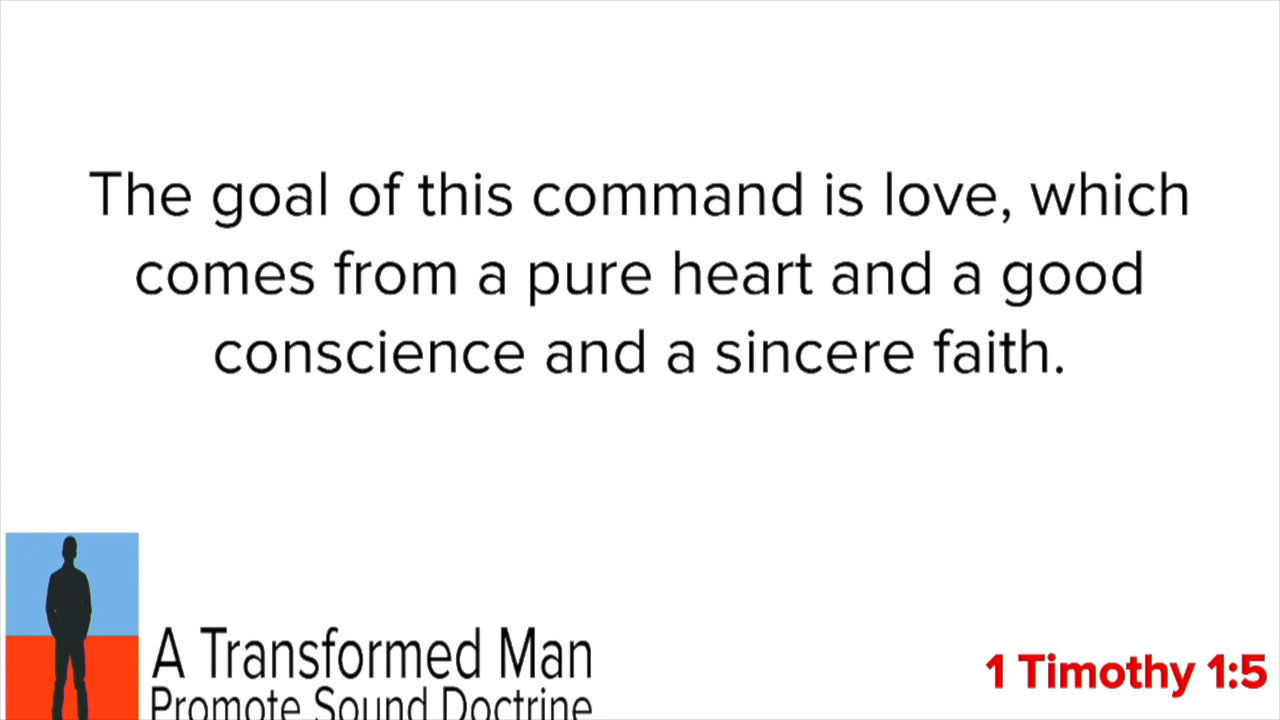 The goal of this command is love, which
comes from a pure heart and a good
conscience and a sincere faith.
A Transformed Man
Promote Sound Doctrine
1 Timothy 1:5